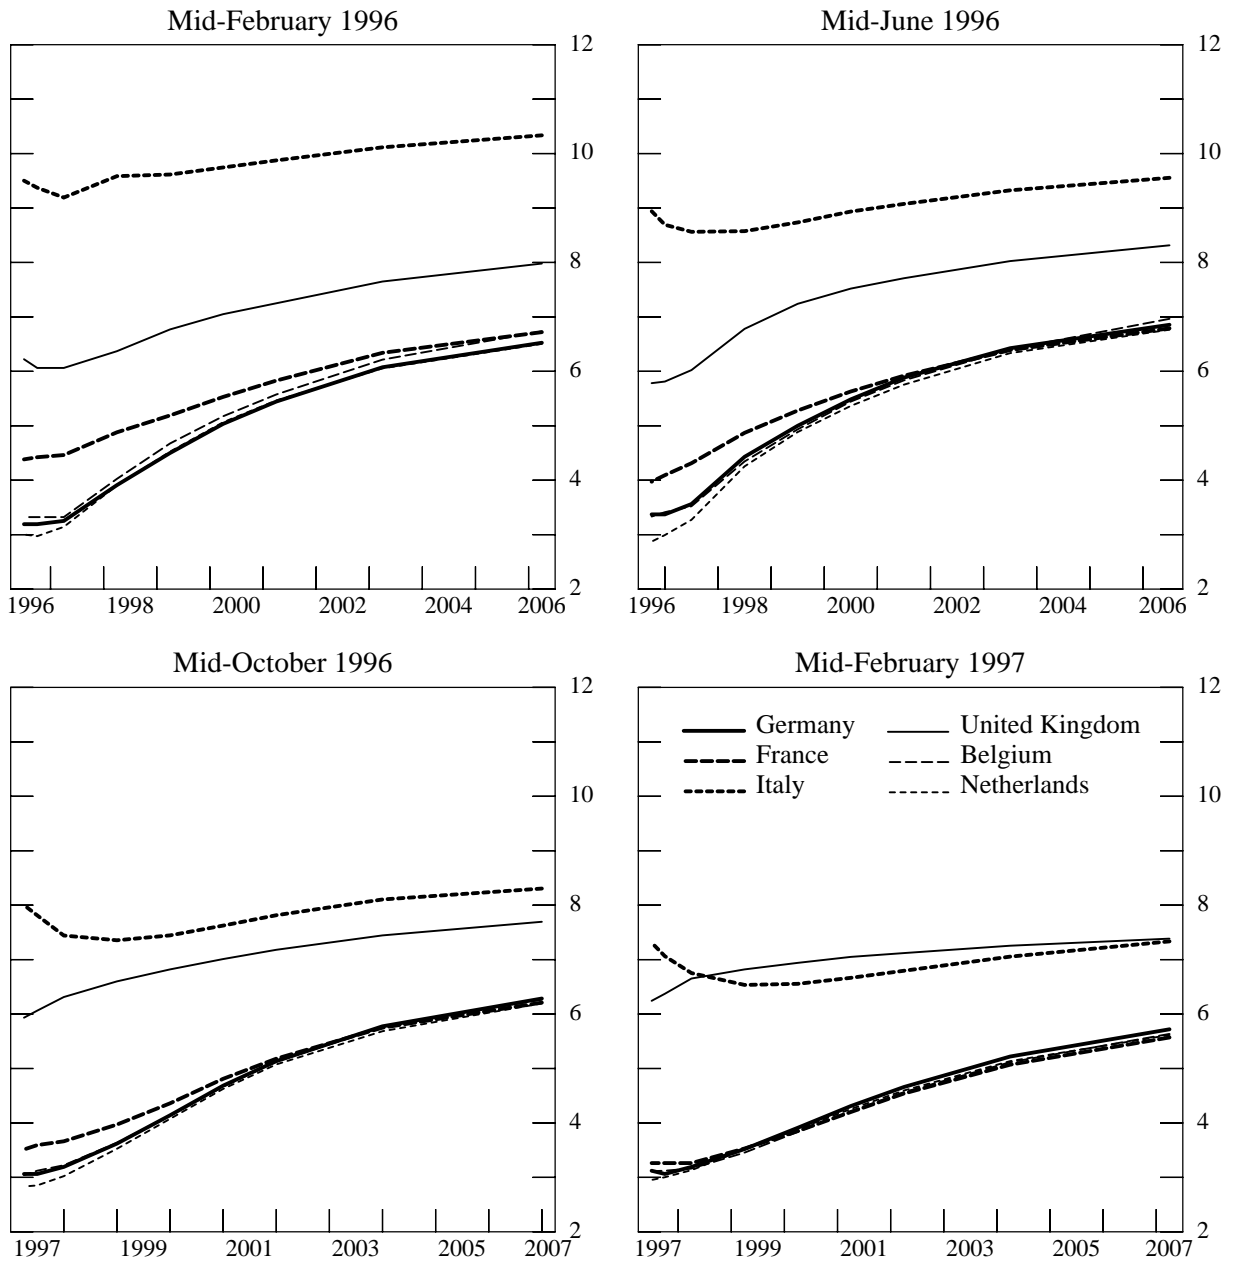 Mid-February 1996
12
10
8
6
4
2
1996 1998 2000 2002 2004 2006
Mid-June 1996
12
10
8
6
4
2
1996 1998 2000 2002 2004 2006
Mid-October 1996
12
10
8
6
4
2
1997 1999 2001 2003 2005 2007
Mid-February 1997
Germany United Kingdom
France Belgium
Italy Netherlands
12
10
8
6
4
2
1997 1999 2001 2003 2005 2007